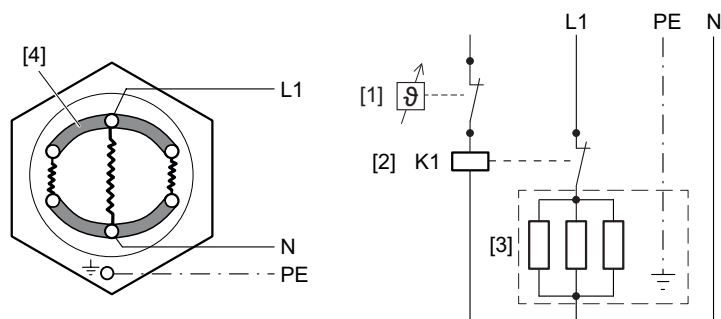 [4]
L1
N
PE
L1 PE N
[1] ϑ
[2] K1
[3]